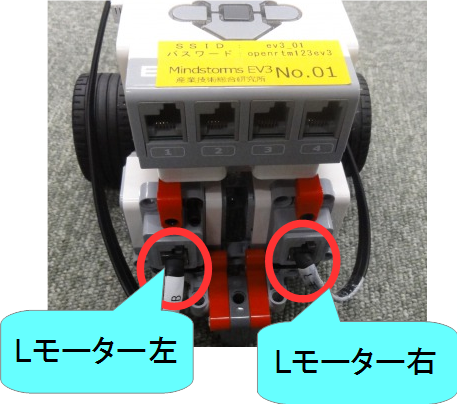 SSID : ev3_01
パスワード : openrtm123ev3
E Mindstorms EV3 No.01
産業技術総合研究所
1 2 3 4
B
Lモーター左
Lモーター右